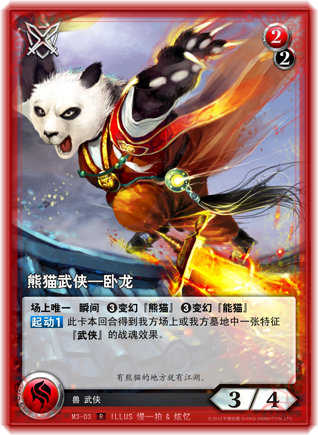 2
2
熊猫武侠—卧龙
场上唯一 瞬间 ③变幻『熊猫』 ③变幻『能猫』
起动1 此卡本回合得到我方场上或我方墓地中一张特征
『武侠』的战魂效果。
有熊猫的地方就有江湖。
兽 武侠
3 / 4
M3-03 R ILLUS 惺一拍 & 炫忆